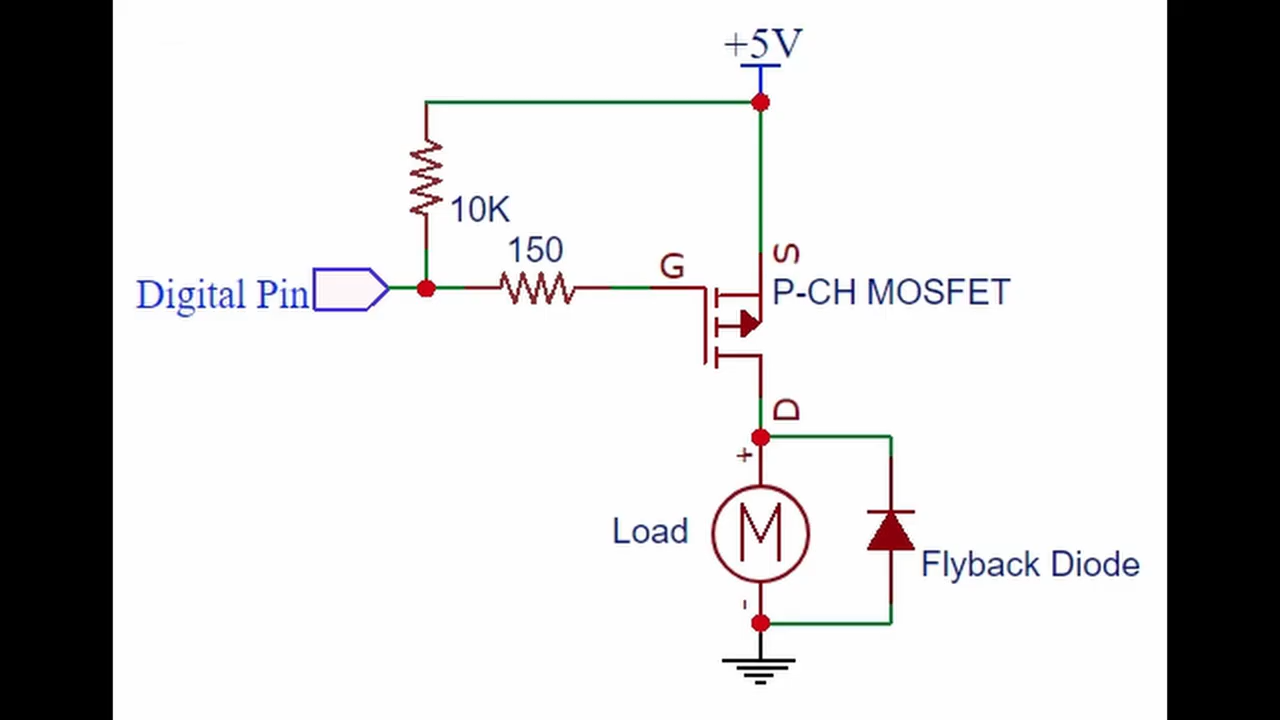 +5V
10K
150
G
S
Digital Pin
P-CH MOSFET
D
+
Load
M
Flyback Diode
-